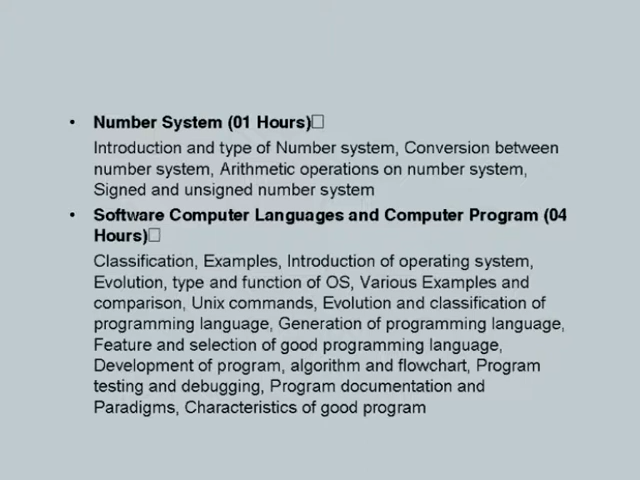 • Number System (01 Hours)□
Introduction and type of Number system, Conversion between
number system, Arithmetic operations on number system,
Signed and unsigned number system
• Software Computer Languages and Computer Program (04
Hours)□
Classification, Examples, Introduction of operating system,
Evolution, type and function of OS, Various Examples and
comparison, Unix commands, Evolution and classification of
programming language, Generation of programming language,
Feature and selection of good programming language,
Development of program, algorithm and flowchart, Program
testing and debugging, Program documentation and
Paradigms, Characteristics of good program